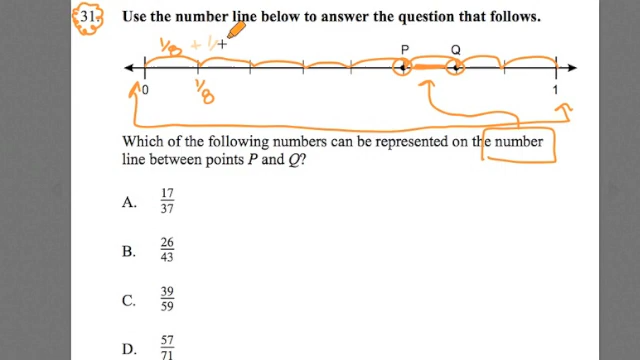 31. Use the number line below to answer the question that follows.
1/8 + 1/
P Q
0 1/8 1
Which of the following numbers can be represented on the number
line between points P and Q?
A. 17/37
B. 26/43
C. 39/59
D. 57/71